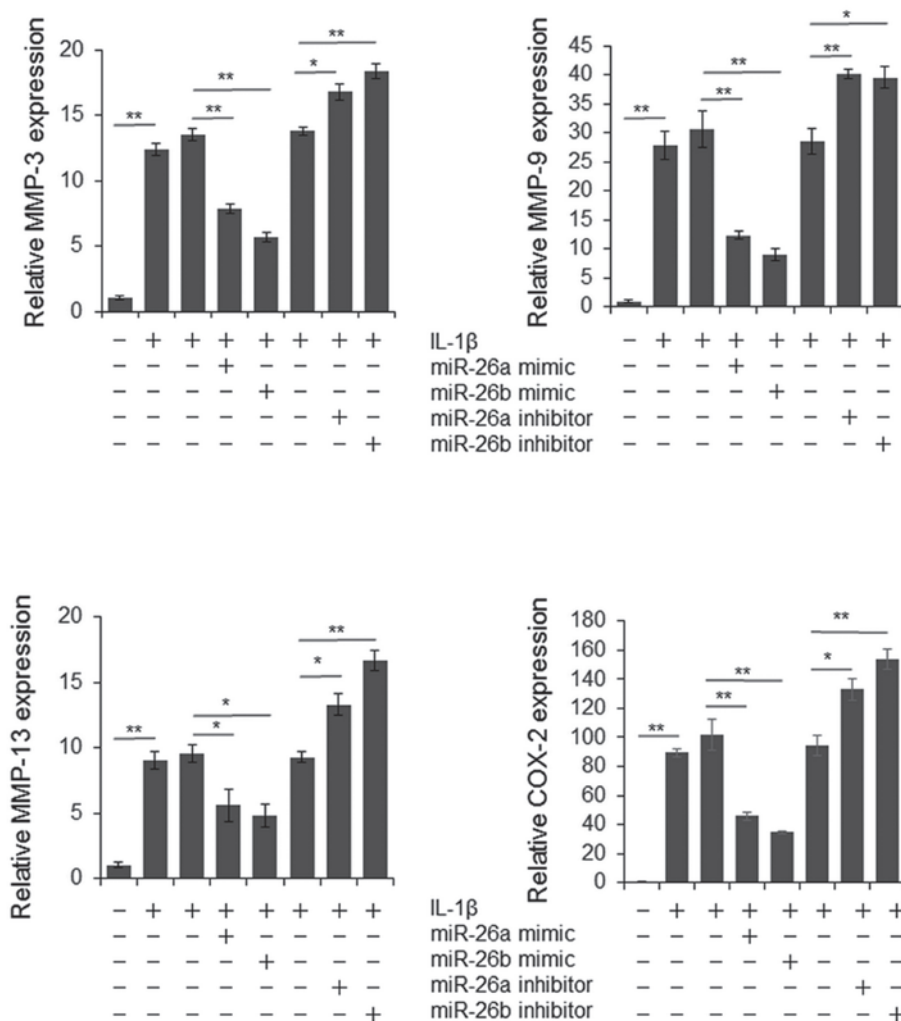 Relative MMP-3 expression
20
15
10
5
0
** ** ** * **
Relative MMP-9 expression
45
40
35
30
25
20
15
10
5
0
** ** ** ** *
− + + + + + + + IL-1β − + + + + + + +
− − − + − − − − miR-26a mimic − − − + − − − −
− − − − + − − − miR-26b mimic − − − − + − − −
− − − − − − + − miR-26a inhibitor − − − − − − + −
− − − − − − − + miR-26b inhibitor − − − − − − − +
Relative MMP-13 expression
20
15
10
5
0
** * * * **
Relative COX-2 expression
180
160
140
120
100
80
60
40
20
0
** ** ** * **
− + + + + + + + IL-1β − + + + + + + +
− − − + − − − − miR-26a mimic − − − + − − − −
− − − − + − − − miR-26b mimic − − − − + − − −
− − − − − − + − miR-26a inhibitor − − − − − − + −
− − − − − − − + miR-26b inhibitor − − − − − − − +